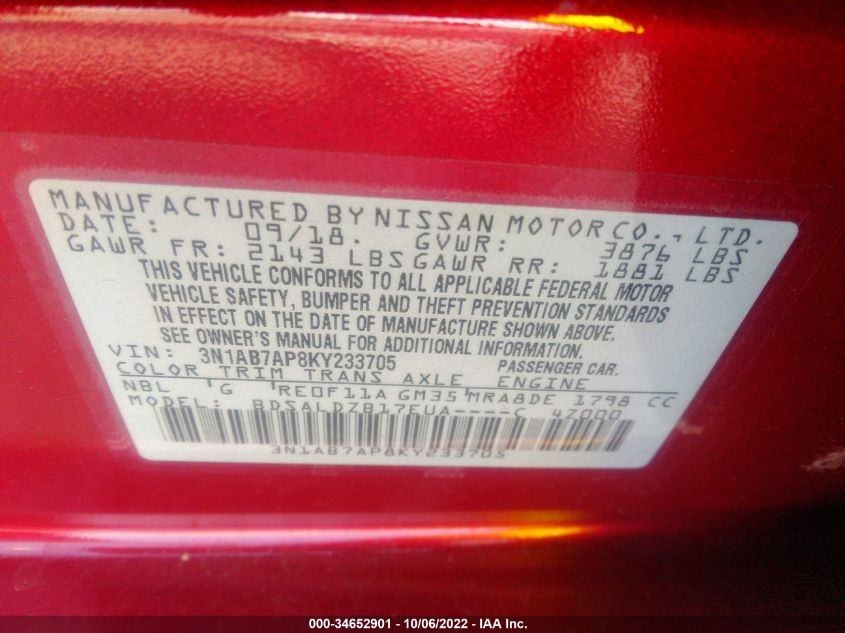 MANUFACTURED BY NISSAN MOTOR CO., LTD.
DATE: 09/18. GVWR: 3876 LBS
GAWR FR: 2143 LBS GAWR RR: 1881 LBS
THIS VEHICLE CONFORMS TO ALL APPLICABLE FEDERAL MOTOR
VEHICLE SAFETY, BUMPER AND THEFT PREVENTION STANDARDS
IN EFFECT ON THE DATE OF MANUFACTURE SHOWN ABOVE.
SEE OWNER'S MANUAL FOR ADDITIONAL INFORMATION.
VIN: 3N1AB7AP8KY233705 PASSENGER CAR.
COLOR TRIM TRANS AXLE ENGINE
NBL G RE0F11A GM35 MRA8DE 1798 CC
MODEL: BDSALDZB17EUA----C 4Z000
3N1AB7AP8KY233705
000-34652901 - 10/06/2022 - IAA Inc.